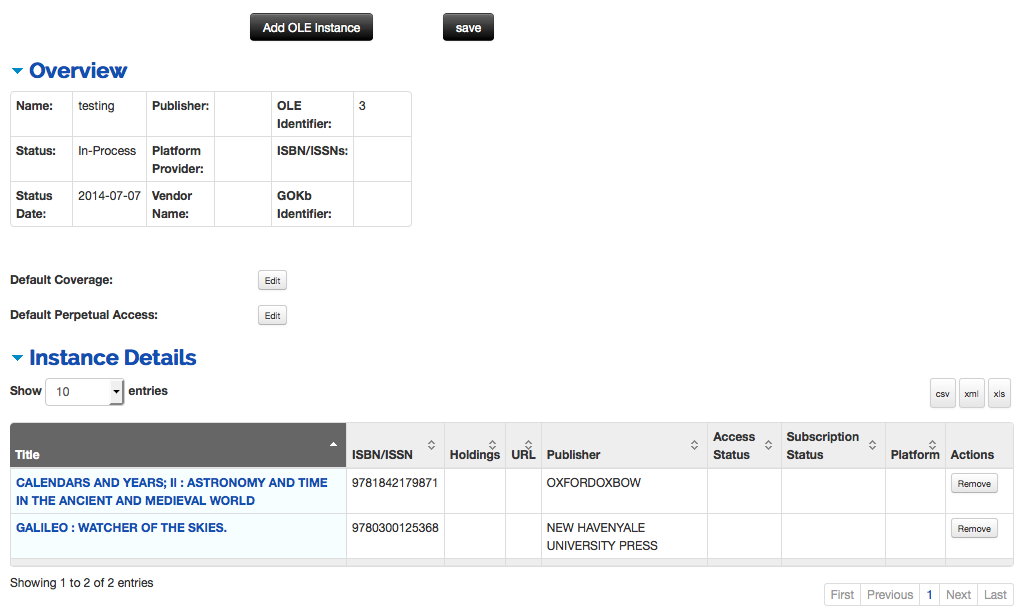 Add OLE Instance save
Overview
Name: testing Publisher: OLE Identifier: 3
Status: In-Process Platform Provider: ISBN/ISSNs:
Status Date: 2014-07-07 Vendor Name: GOKb Identifier:
Default Coverage: Edit
Default Perpetual Access: Edit
Instance Details
Show 10 entries csv xml xls
Title ISBN/ISSN Holdings URL Publisher Access Status Subscription Status Platform Actions
CALENDARS AND YEARS; II : ASTRONOMY AND TIME IN THE ANCIENT AND MEDIEVAL WORLD 9781842179871 OXFORDOXBOW Remove
GALILEO : WATCHER OF THE SKIES. 9780300125368 NEW HAVENYALE UNIVERSITY PRESS Remove
Showing 1 to 2 of 2 entries
First Previous 1 Next Last